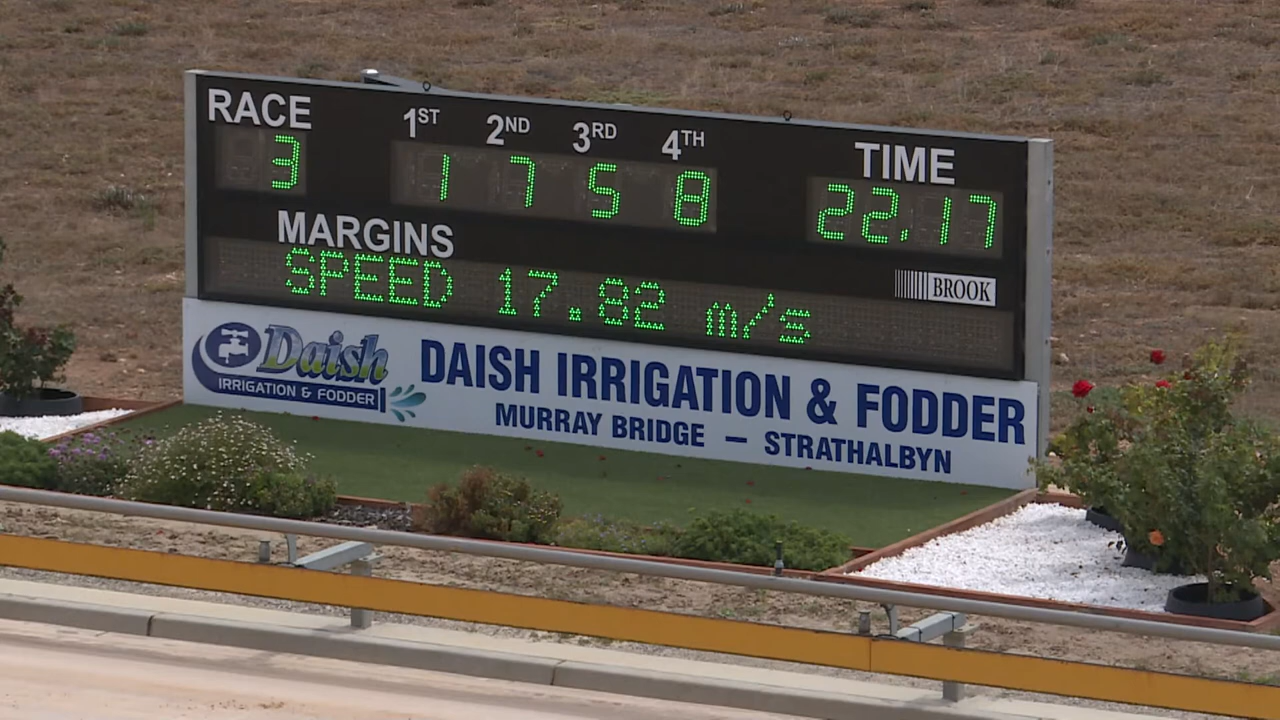 RACE 1ST 2ND 3RD 4TH TIME
3 1 7 5 8 22.17
MARGINS
SPEED 17.82 m/s
BROOK
Daish
IRRIGATION & FODDER
DAISH IRRIGATION & FODDER
MURRAY BRIDGE – STRATHALBYN